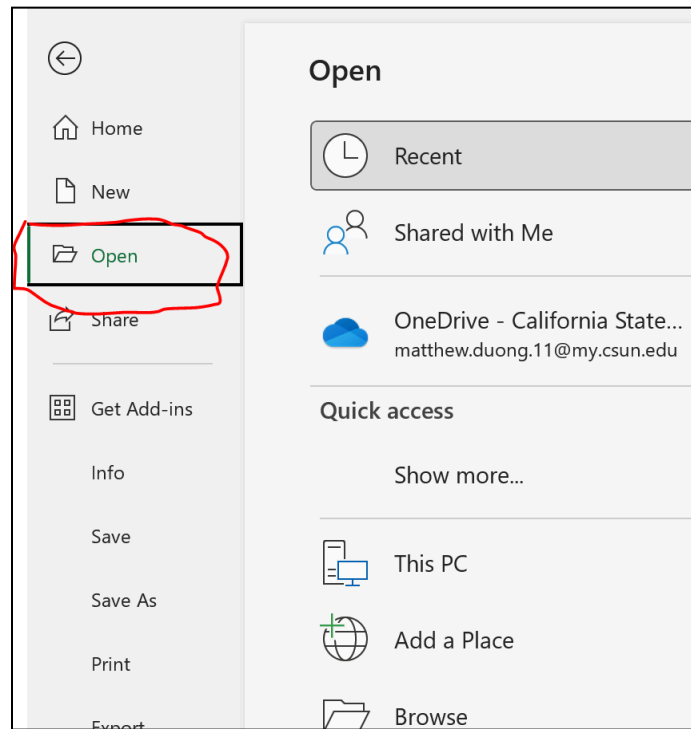 Home
New
Open
Share
Get Add-ins
Info
Save
Save As
Print
Export
Open
Recent
Shared with Me
OneDrive - California State...
matthew.duong.11@my.csun.edu
Quick access
Show more...
This PC
Add a Place
Browse